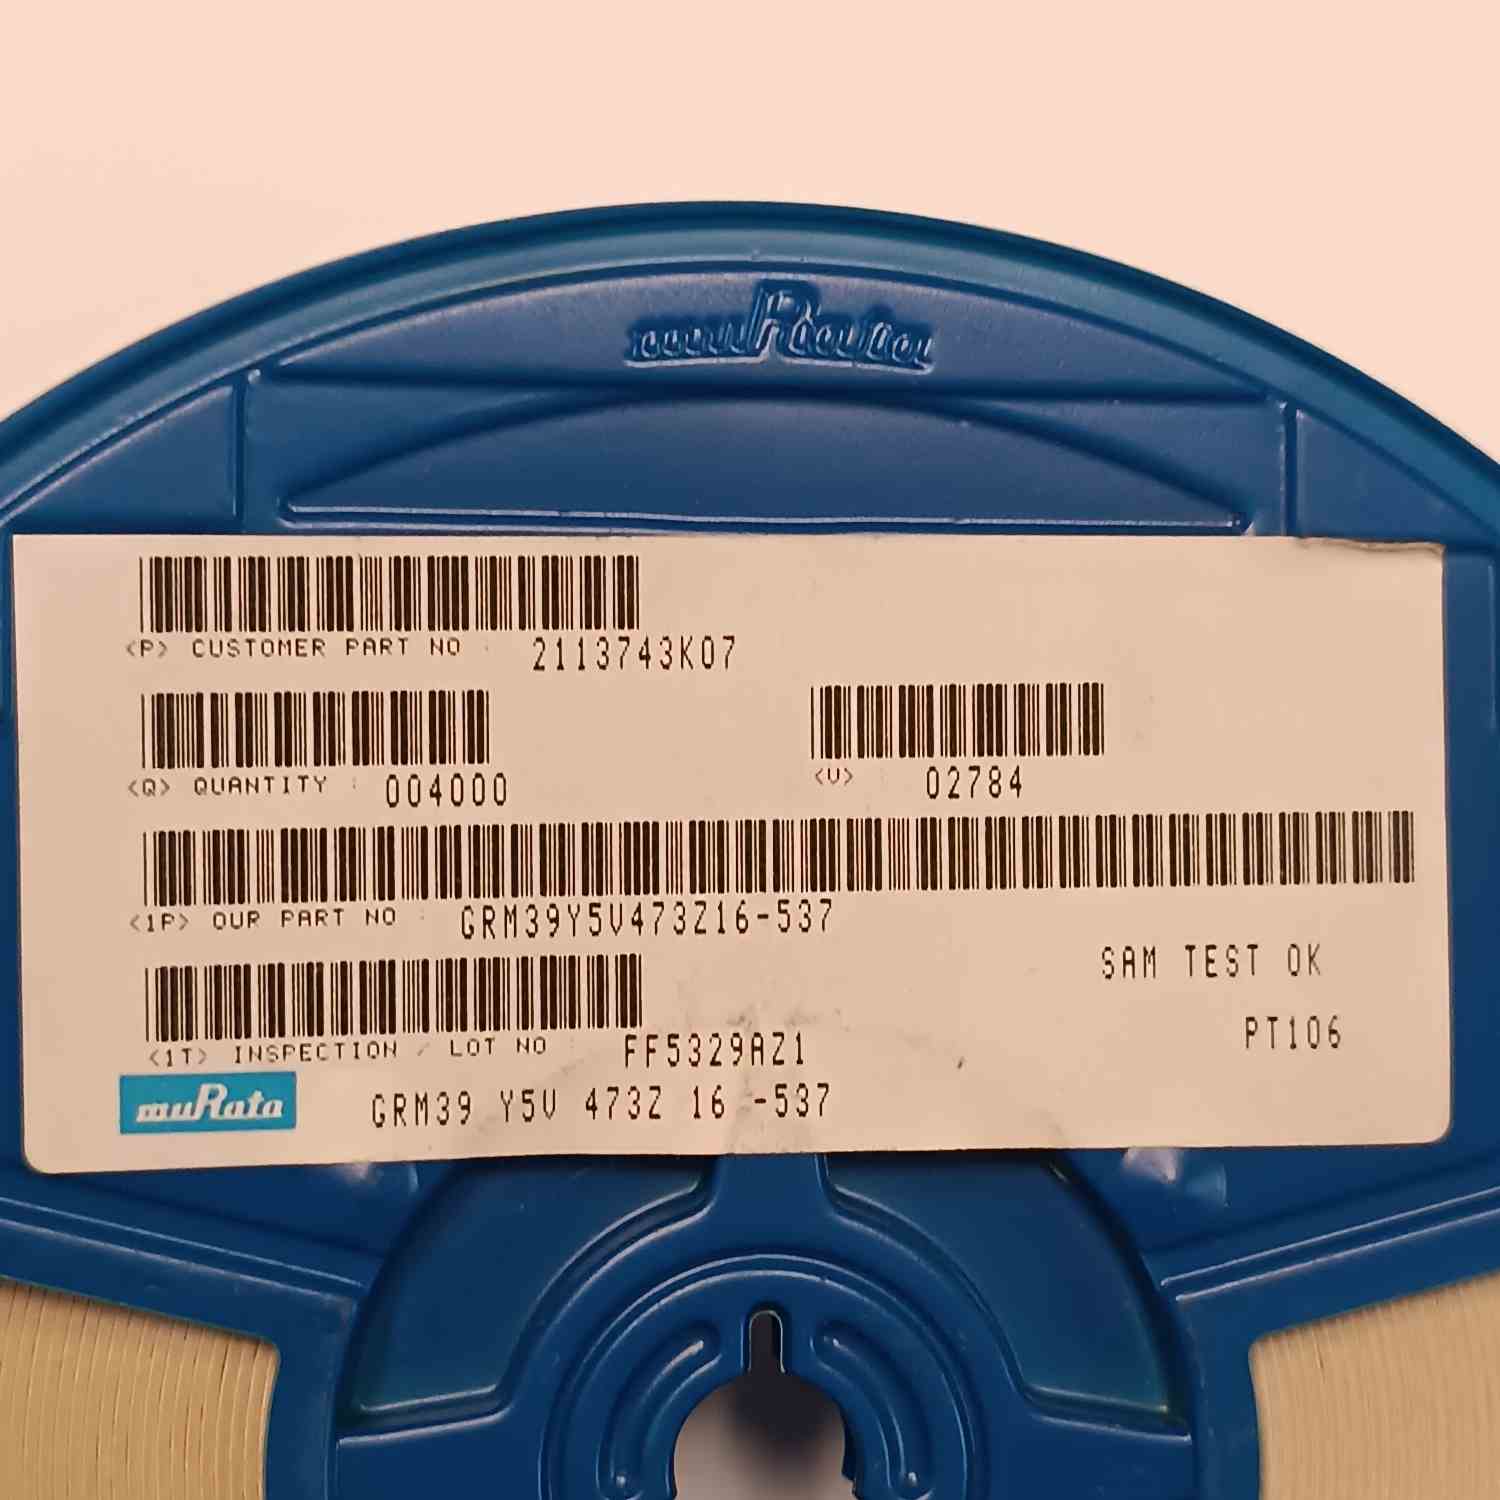 muRata
<P> CUSTOMER PART NO : 2113743K07
<Q> QUANTITY : 004000
<V> : 02784
<1P> OUR PART NO : GRM39Y5V473Z16-537
SAM TEST OK
<1T> INSPECTION / LOT NO : FF5329AZ1
PT106
muRata GRM39 Y5V 473Z 16 -537